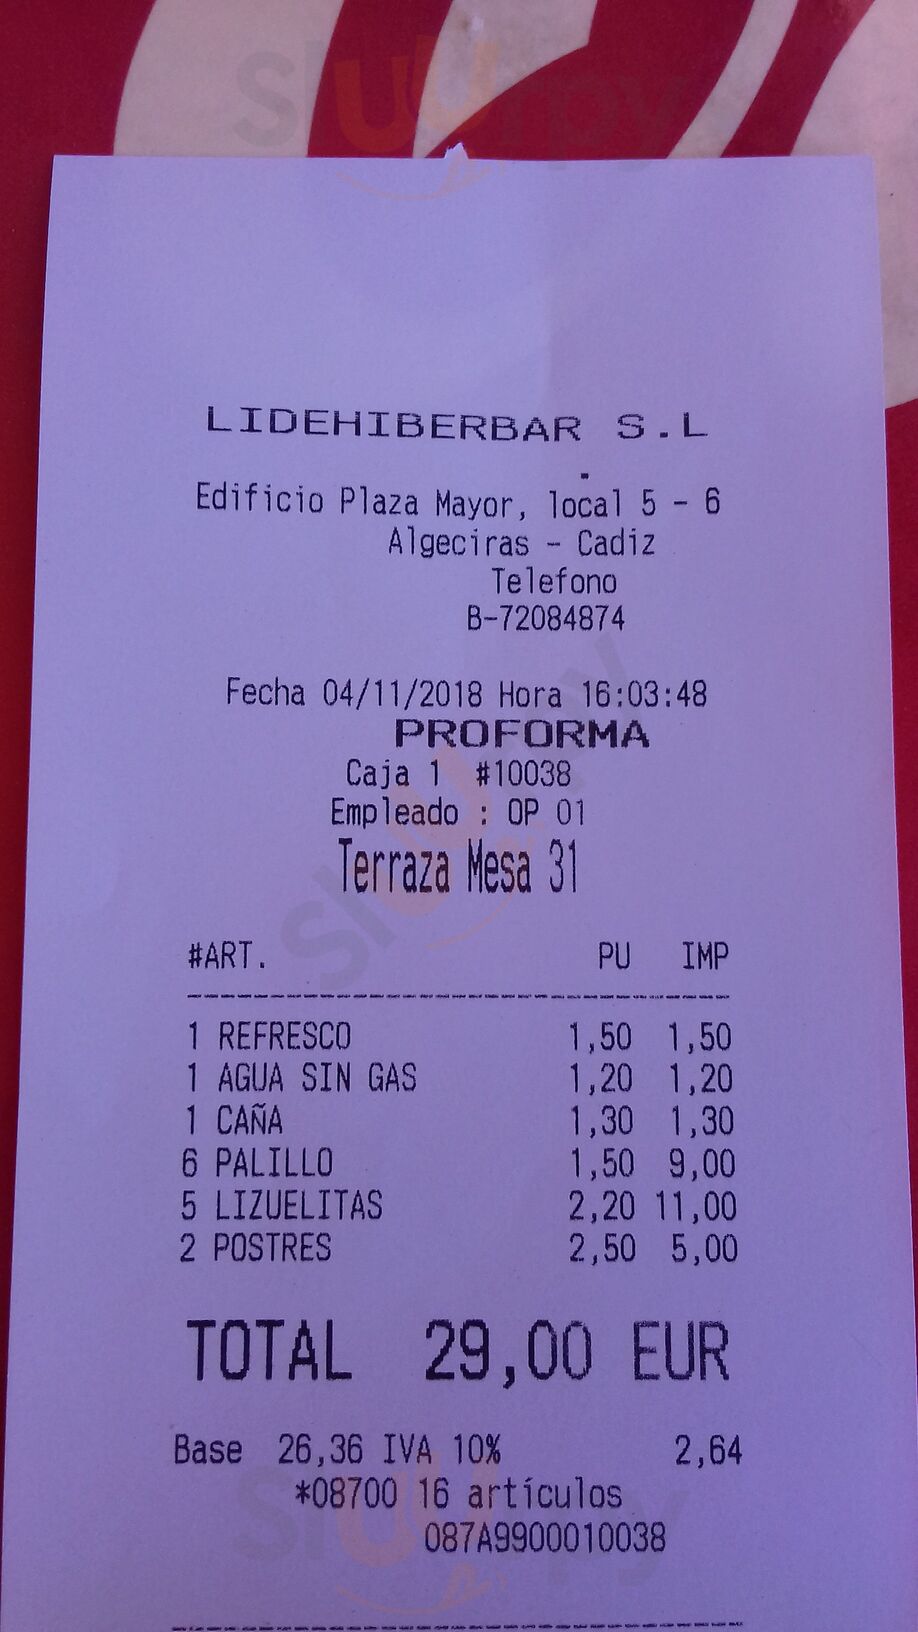 LIDEHIBERBAR S.L
Edificio Plaza Mayor, local 5 - 6
Algeciras - Cadiz
Telefono
B-72084874
Fecha 04/11/2018 Hora 16:03:48
PROFORMA
Caja 1 #10038
Empleado : OP 01
Terraza Mesa 31
#ART. PU IMP
1 REFRESCO 1,50 1,50
1 AGUA SIN GAS 1,20 1,20
1 CAÑA 1,30 1,30
6 PALILLO 1,50 9,00
5 LIZUELITAS 2,20 11,00
2 POSTRES 2,50 5,00
TOTAL 29,00 EUR
Base 26,36 IVA 10% 2,64
*08700 16 artículos
087A9900010038
sluurpy
sluurpy
sluurpy